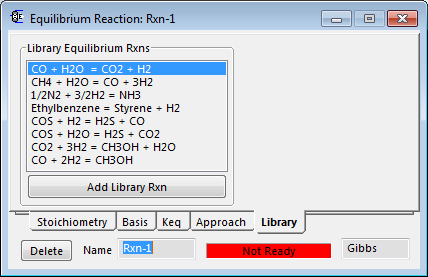 Equilibrium Reaction: Rxn-1
Library Equilibrium Rxns
CO + H2O = CO2 + H2
CH4 + H2O = CO + 3H2
1/2N2 + 3/2H2 = NH3
Ethylbenzene = Styrene + H2
COS + H2 = H2S + CO
COS + H2O = H2S + CO2
CO2 + 3H2 = CH3OH + H2O
CO + 2H2 = CH3OH
Add Library Rxn
Stoichiometry Basis Keq Approach Library
Delete Name Rxn-1 Not Ready Gibbs